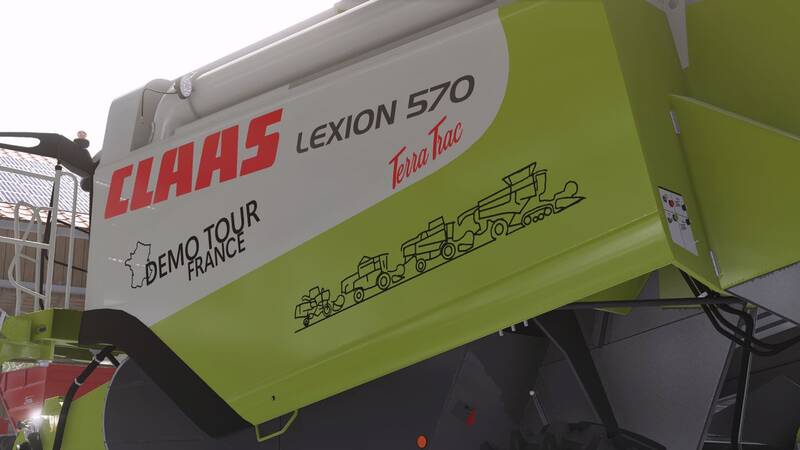 CLAAS LEXION 570
Terra Trac
DEMO TOUR
FRANCE